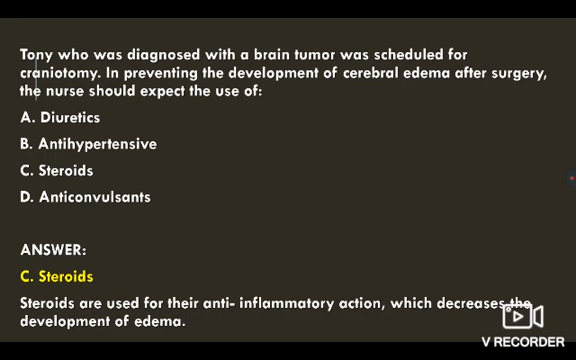 Tony who was diagnosed with a brain tumor was scheduled for
craniotomy. In preventing the development of cerebral edema after surgery,
the nurse should expect the use of:
A. Diuretics
B. Antihypertensive
C. Steroids
D. Anticonvulsants
ANSWER:
C. Steroids
Steroids are used for their anti- inflammatory action, which decreases the
development of edema.
V RECORDER